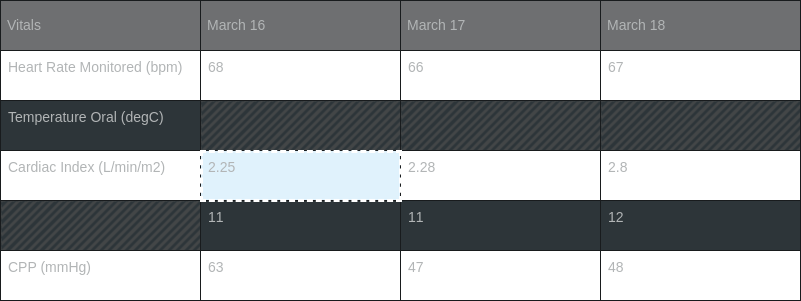 Vitals March 16 March 17 March 18
Heart Rate Monitored (bpm) 68 66 67
Temperature Oral (degC)
Cardiac Index (L/min/m2) 2.25 2.28 2.8
11 11 12
CPP (mmHg) 63 47 48